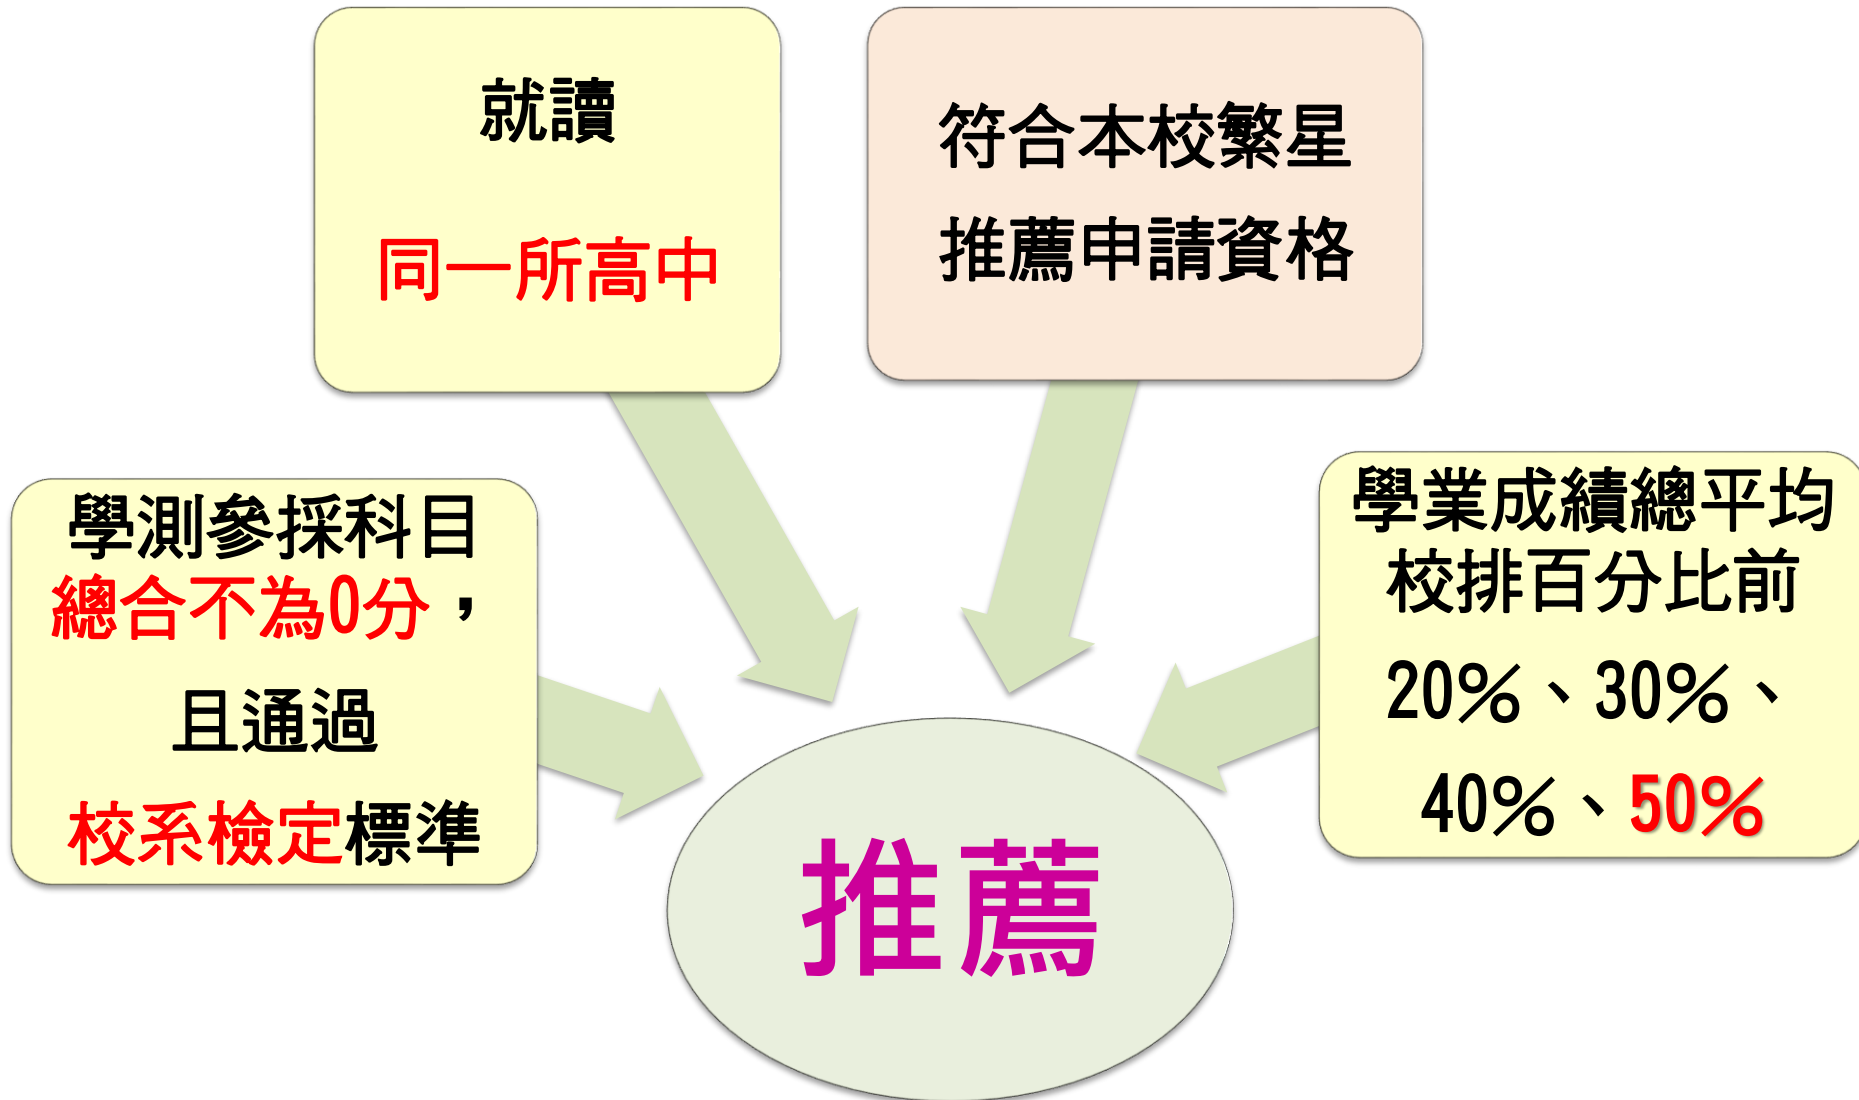 就讀
同一所高中
符合本校繁星
推薦申請資格
學測參採科目
總合不為0分，
且通過
校系檢定標準
學業成績總平均
校排百分比前
20%、30%、
40%、50%
推薦